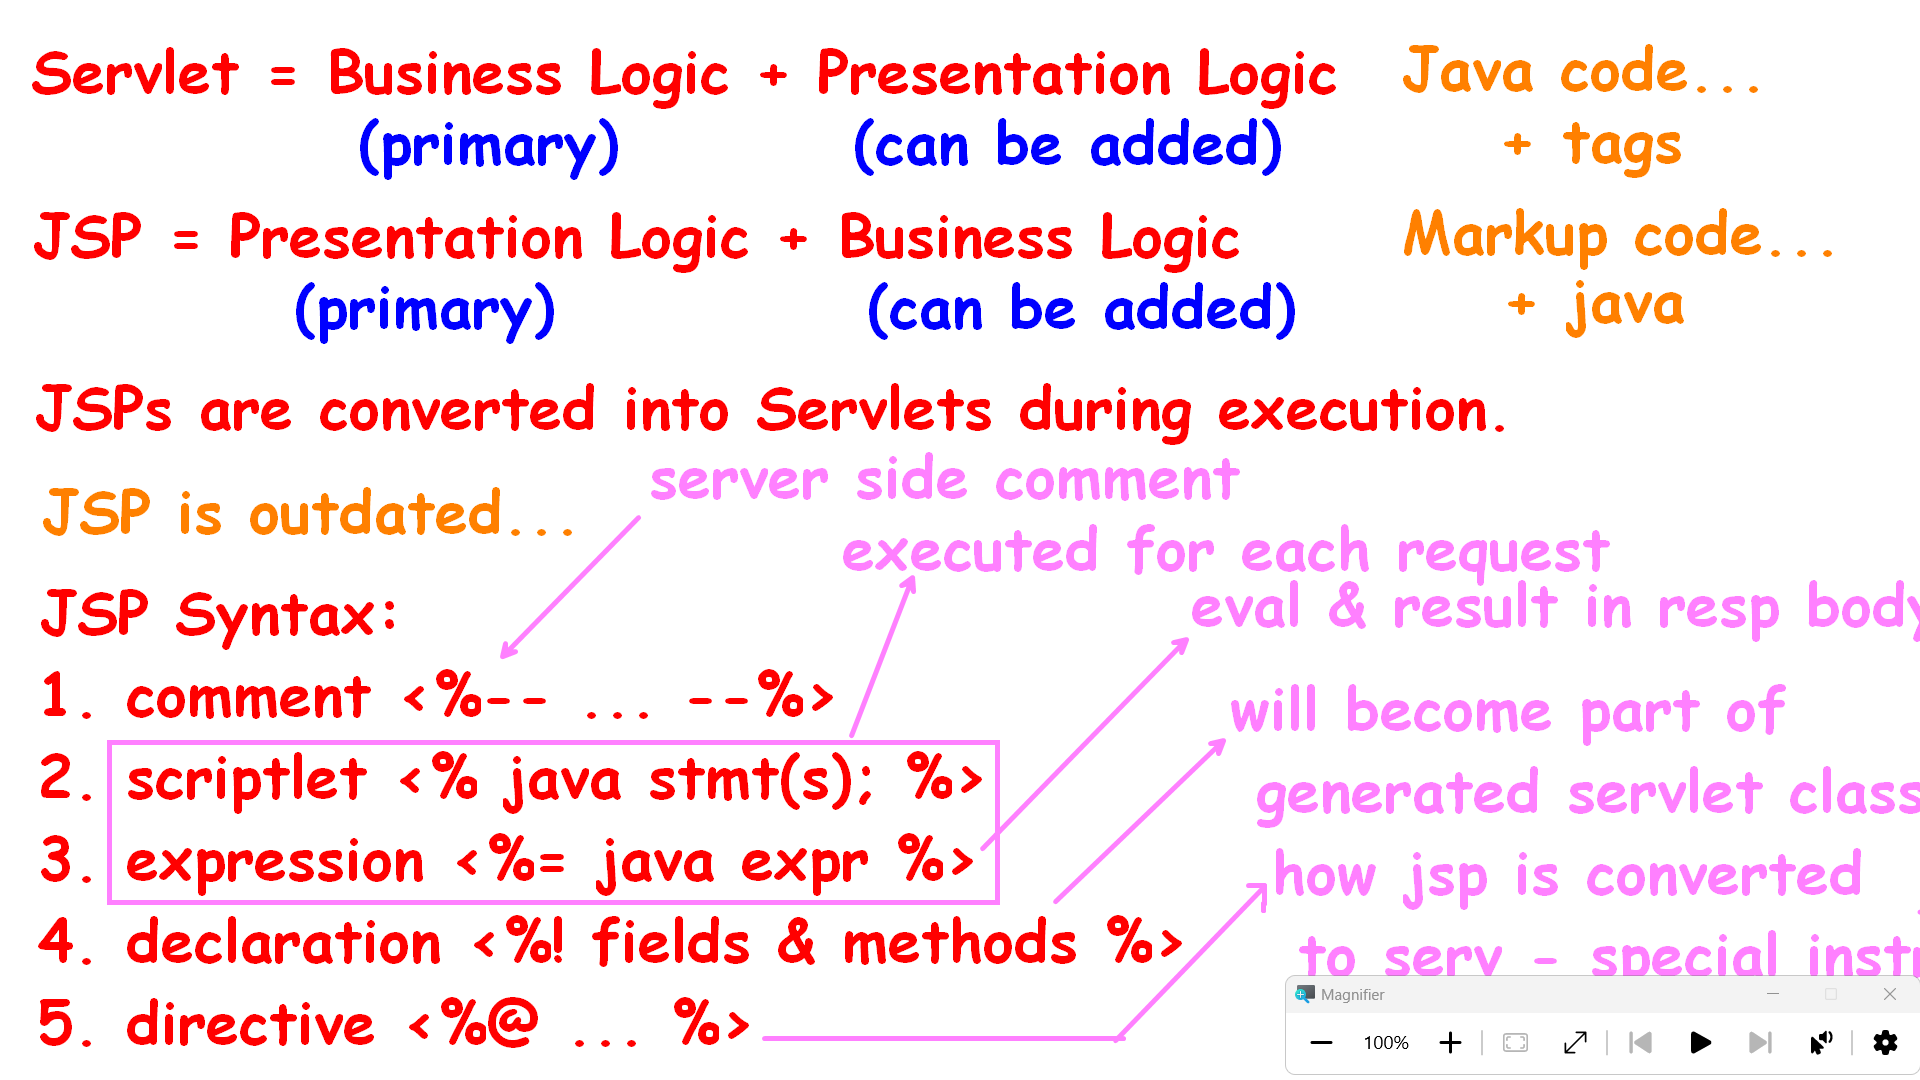 Servlet = Business Logic + Presentation Logic Java code...
(primary) (can be added) + tags
JSP = Presentation Logic + Business Logic Markup code...
(primary) (can be added) + java
JSPs are converted into Servlets during execution.
server side comment
JSP is outdated...
executed for each request
eval & result in resp body
JSP Syntax:
1. comment <%-- ... --%>
will become part of
2. scriptlet <% java stmt(s); %>
generated servlet class
3. expression <%= java expr %>
how jsp is converted
4. declaration <%! fields & methods %>
to serv - special
5. directive <%@ ... %>
Magnifier
100%